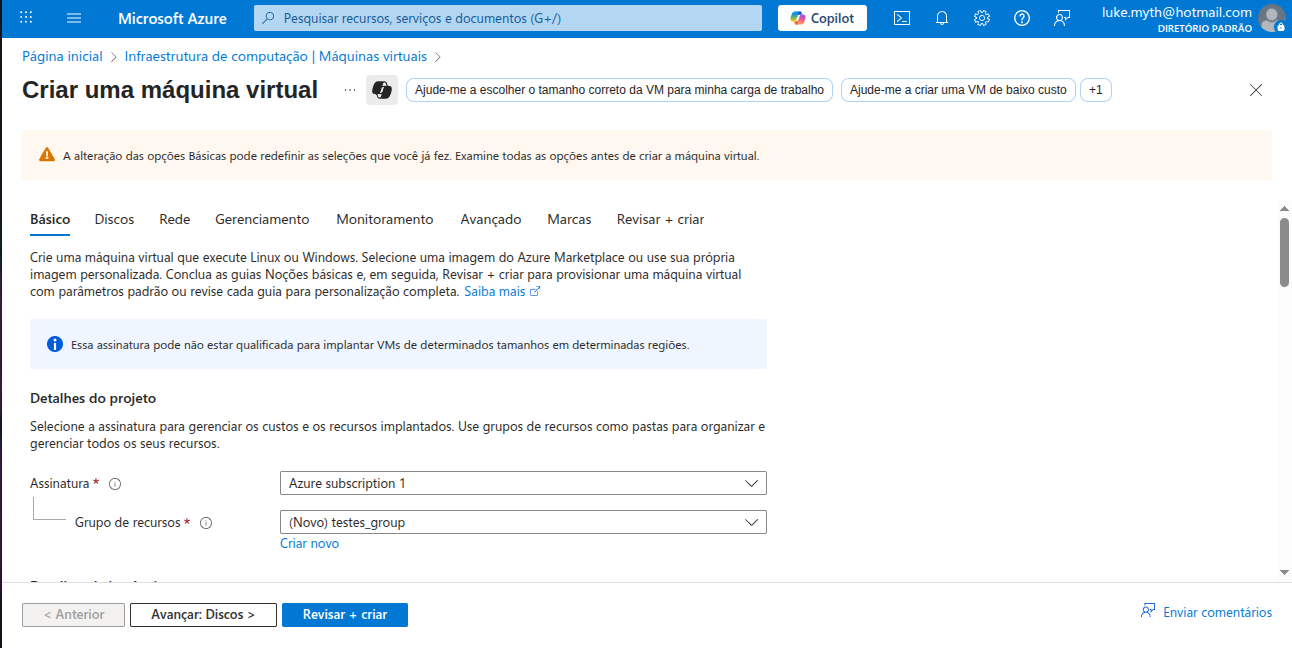 Microsoft Azure
Pesquisar recursos, serviços e documentos (G+/)
Copilot
luke.myth@hotmail.com
DIRETÓRIO PADRÃO
Página inicial > Infraestrutura de computação | Máquinas virtuais >
Criar uma máquina virtual
...
Ajude-me a escolher o tamanho correto da VM para minha carga de trabalho
Ajude-me a criar uma VM de baixo custo
+1
A alteração das opções Básicas pode redefinir as seleções que você já fez. Examine todas as opções antes de criar a máquina virtual.
Básico Discos Rede Gerenciamento Monitoramento Avançado Marcas Revisar + criar
Crie uma máquina virtual que execute Linux ou Windows. Selecione uma imagem do Azure Marketplace ou use sua própria
imagem personalizada. Conclua as guias Noções básicas e, em seguida, Revisar + criar para provisionar uma máquina virtual
com parâmetros padrão ou revise cada guia para personalização completa. Saiba mais
Essa assinatura pode não estar qualificada para implantar VMs de determinados tamanhos em determinadas regiões.
Detalhes do projeto
Selecione a assinatura para gerenciar os custos e os recursos implantados. Use grupos de recursos como pastas para organizar e
gerenciar todos os seus recursos.
Assinatura *
Azure subscription 1
Grupo de recursos *
(Novo) testes_group
Criar novo
< Anterior
Avançar: Discos >
Revisar + criar
Enviar comentários